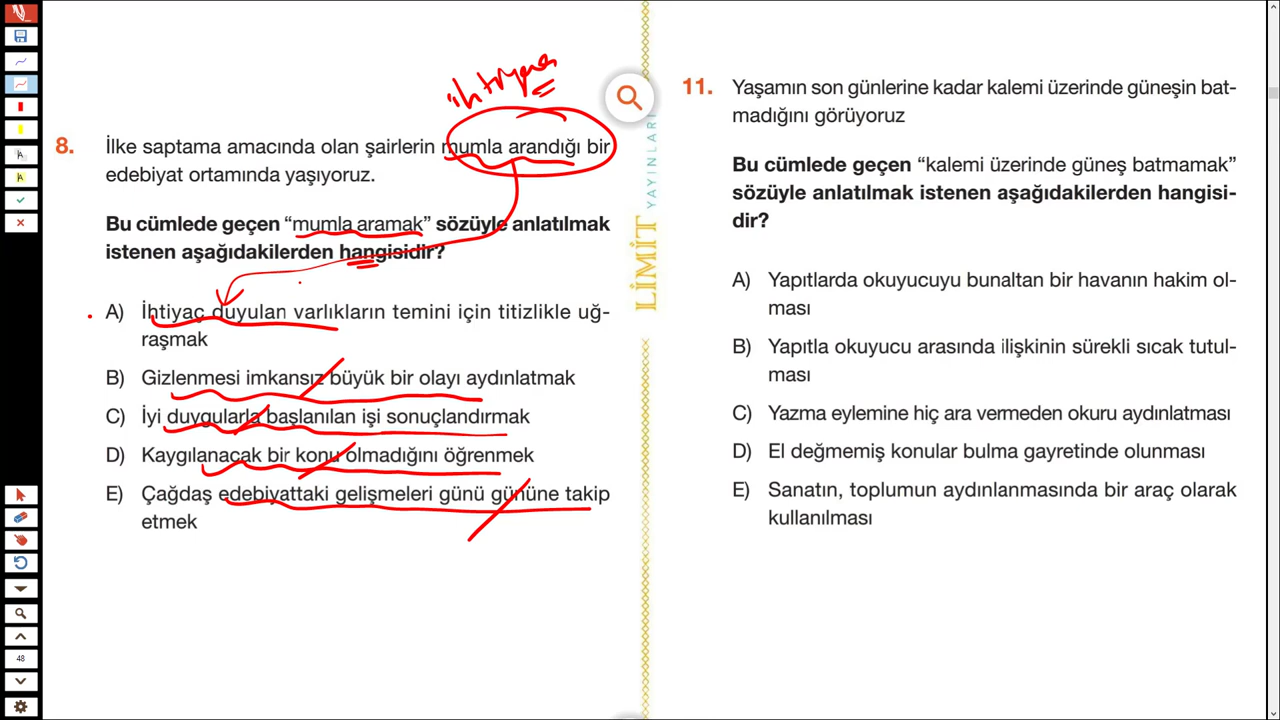 ihtiyaç
8. İlke saptama amacında olan şairlerin mumla arandığı bir
edebiyat ortamında yaşıyoruz.
Bu cümlede geçen “mumla aramak” sözüyle anlatılmak
istenen aşağıdakilerden hangisidir?
A) İhtiyaç duyulan varlıkların temini için titizlikle uğ-
raşmak
B) Gizlenmesi imkansız büyük bir olayı aydınlatmak
C) İyi duygularla başlanılan işi sonuçlandırmak
D) Kaygılanacak bir konu olmadığını öğrenmek
E) Çağdaş edebiyattaki gelişmeleri günü gününe takip
etmek
LİMİT YAYINLARI
11. Yaşamın son günlerine kadar kalemi üzerinde güneşin bat-
madığını görüyoruz
Bu cümlede geçen “kalemi üzerinde güneş batmamak”
sözüyle anlatılmak istenen aşağıdakilerden hangisi-
dir?
A) Yapıtlarda okuyucuyu bunaltan bir havanın hakim ol-
ması
B) Yapıtla okuyucu arasında ilişkinin sürekli sıcak tutul-
ması
C) Yazma eylemine hiç ara vermeden okuru aydınlatması
D) El değmemiş konular bulma gayretinde olunması
E) Sanatın, toplumun aydınlanmasında bir araç olarak
kullanılması
A
A
48